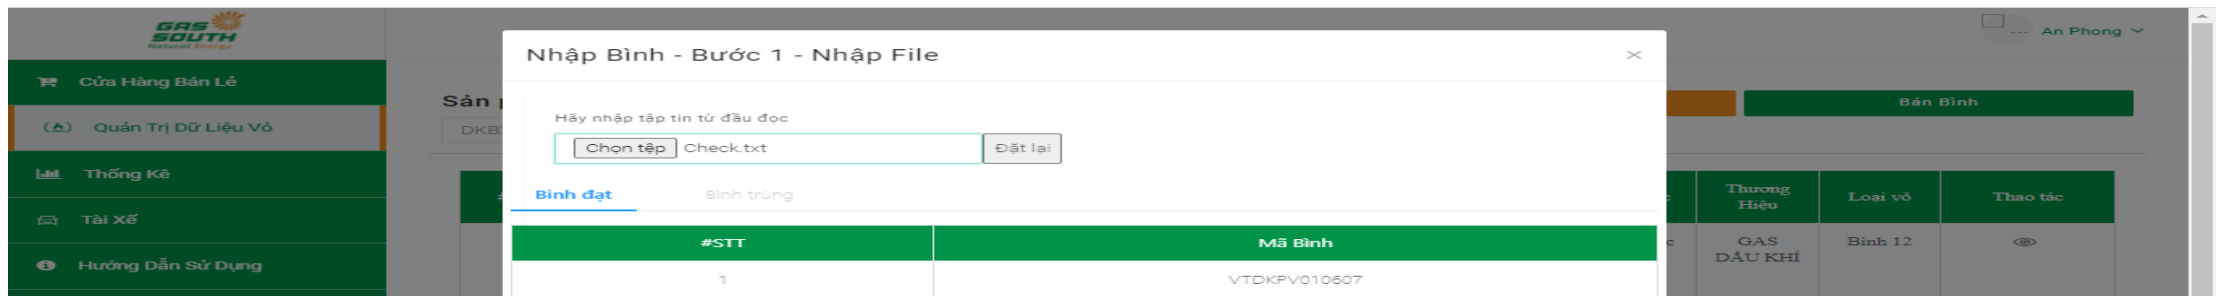 GAS
SOUTH
Natural Energy
An Phong
Nhập Bình - Bước 1 - Nhập File
Cửa Hàng Bán Lẻ
Sản
Bán Bình
Hãy nhập tập tin từ đầu đọc
Quản Trị Dữ Liệu Vỏ
Chọn tệp Check.txt Đặt lại
Thống Kê
Bình đạt Bình trùng
Thương
Hiệu
Loại vỏ
Thao tác
Tài Xế
#STT Mã Bình
GAS
DẦU KHÍ
Bình 12
Hướng Dẫn Sử Dụng
1 VTDKPV010607